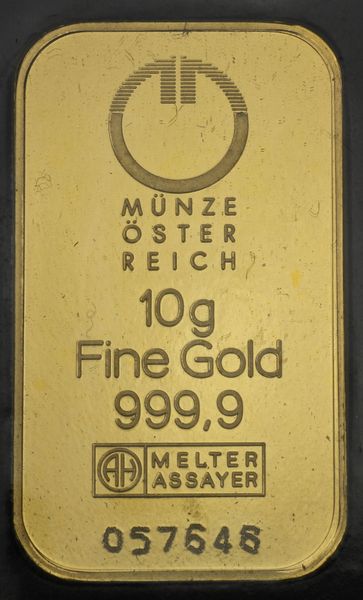 MÜNZE
ÖSTER
REICH
10g
Fine Gold
999,9
AH MELTER
ASSAYER
057646